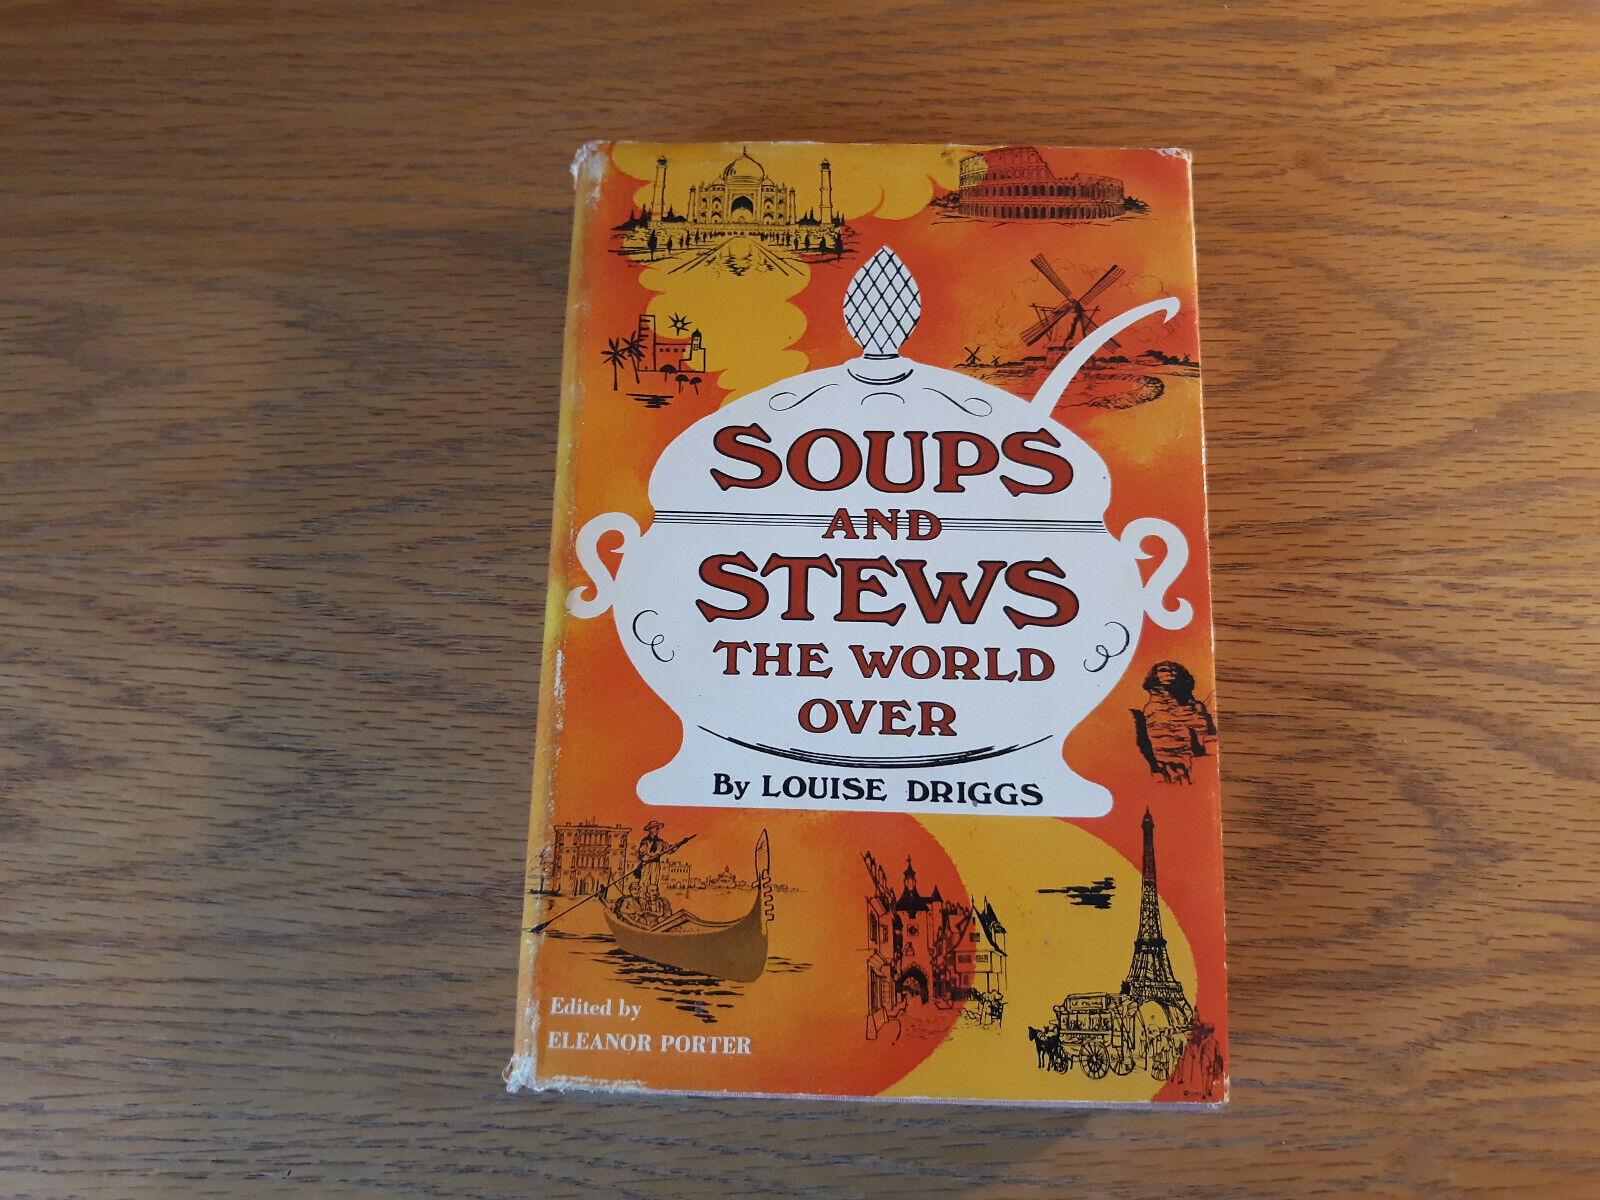 SOUPS
AND
STEWS
THE WORLD
OVER
By LOUISE DRIGGS
Edited by
ELEANOR PORTER